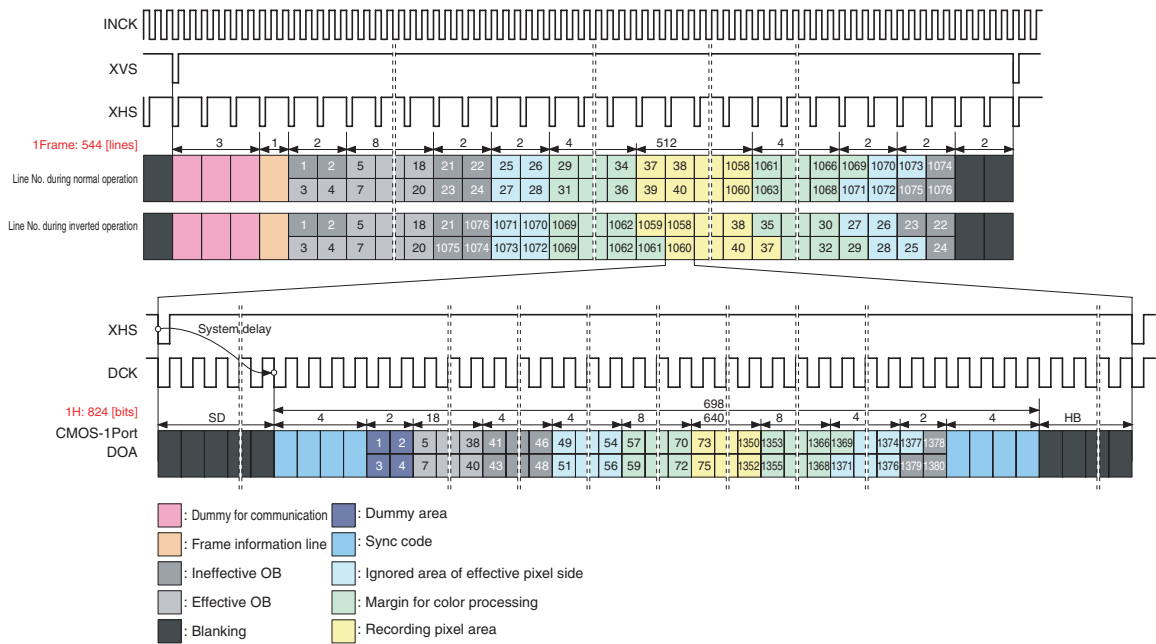 INCK
XVS
XHS
1Frame: 544 [lines]
3 1 2 8 2 2 4 512 4 2 2 2
Line No. during normal operation
1 2 5 18 21 22 25 26 29 34 37 38 1058 1061 1066 1069 1070 1073 1074
3 4 7 20 23 24 27 28 31 36 39 40 1060 1063 1068 1071 1072 1075 1076
Line No. during inverted operation
1 2 5 18 21 1076 1071 1070 1069 1062 1059 1058 38 35 30 27 26 23 22
3 4 7 20 1075 1074 1073 1072 1069 1062 1061 1060 40 37 32 29 28 25 24
XHS
System delay
DCK
1H: 824 [bits]
698
SD 4 2 18 4 4 8 640 8 4 2 4 HB
CMOS-1Port
DOA
1 2 5 38 41 46 49 54 57 70 73 1350 1353 1366 1369 1374 1377 1378
3 4 7 40 43 48 51 56 59 72 75 1352 1355 1368 1371 1376 1379 1380
: Dummy for communication
: Dummy area
: Frame information line
: Sync code
: Ineffective OB
: Ignored area of effective pixel side
: Effective OB
: Margin for color processing
: Blanking
: Recording pixel area